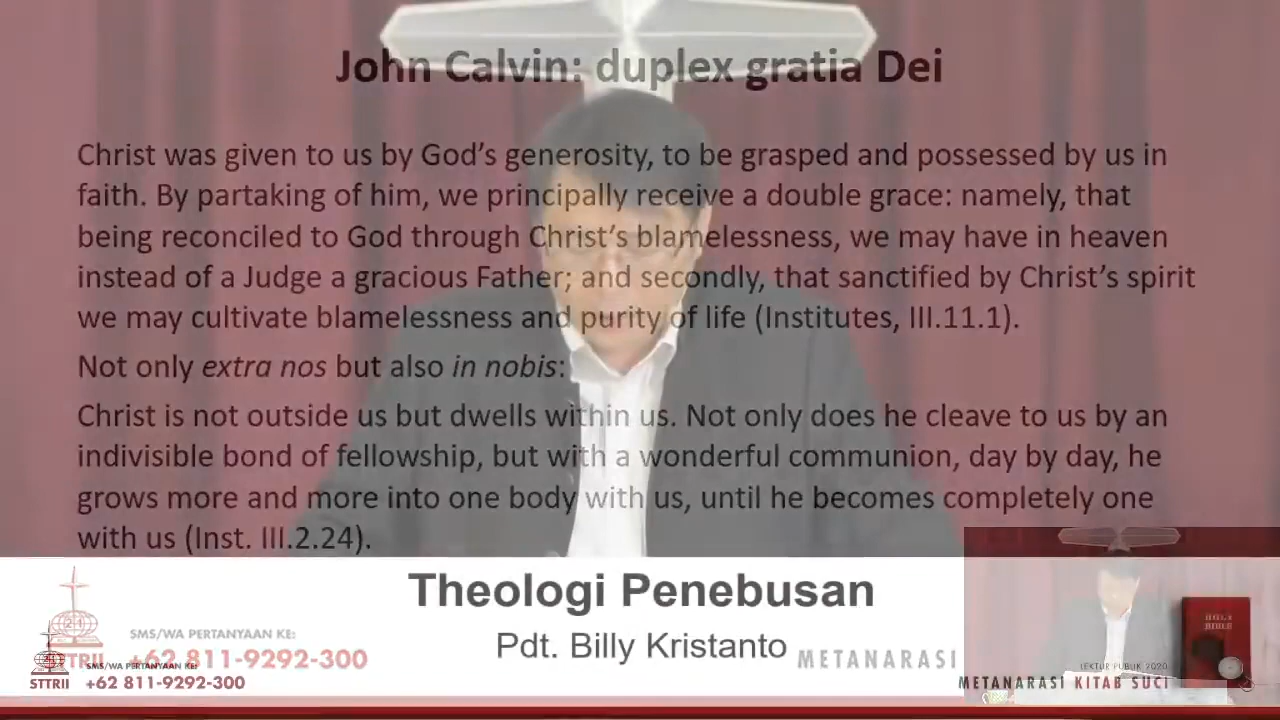 John Calvin: duplex gratia Dei
Christ was given to us by God's generosity, to be grasped and possessed by us in
faith. By partaking of him, we principally receive a double grace: namely, that
being reconciled to God through Christ's blamelessness, we may have in heaven
instead of a Judge a gracious Father; and secondly, that sanctified by Christ's spirit
we may cultivate blamelessness and purity of life (Institutes, III.11.1).
Not only extra nos but also in nobis:
Christ is not outside us but dwells within us. Not only does he cleave to us by an
indivisible bond of fellowship, but with a wonderful communion, day by day, he
grows more and more into one body with us, until he becomes completely one
with us (Inst. III.2.24).
Theologi Penebusan
Pdt. Billy Kristanto
SMS/WA PERTANYAAN KE:
+62 811-9292-300
METANARASI
STTRII
SMS/WA PERTANYAAN KE:
+62 811-9292-300
HOLY
BIBLE
LEKTUR PUBLIK 2020
METANARASI KITAB SUCI